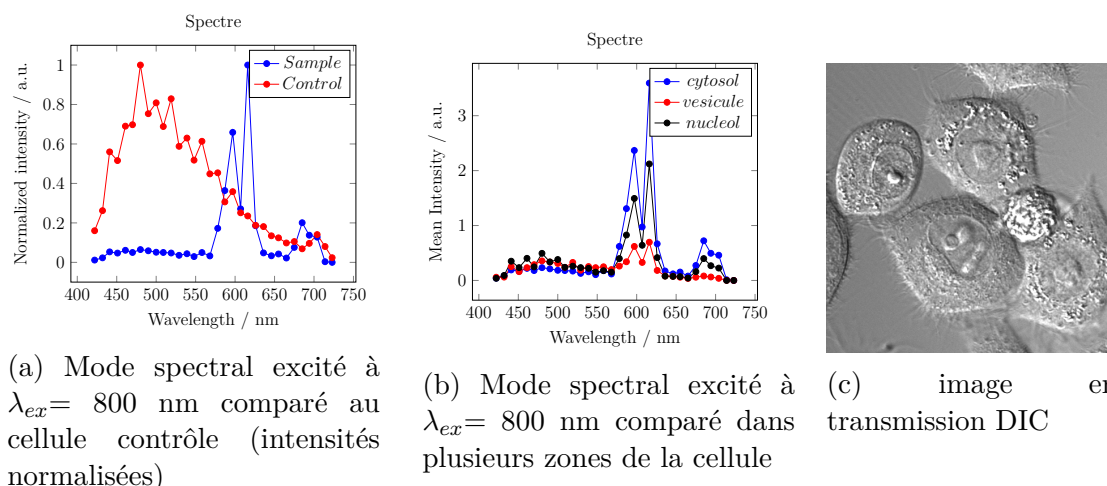 Spectre
Normalized intensity / a.u.
1
0.8
0.6
0.4
0.2
0
Sample
Control
400 450 500 550 600 650 700 750
Wavelength / nm
(a) Mode spectral excité à
λex= 800 nm comparé au
cellule contrôle (intensités
normalisées)
Spectre
Mean Intensity / a.u.
3
2
1
0
cytosol
vesicule
nucleol
400 450 500 550 600 650 700 750
Wavelength / nm
(b) Mode spectral excité à
λex= 800 nm comparé dans
plusieurs zones de la cellule
(c) image en
transmission DIC